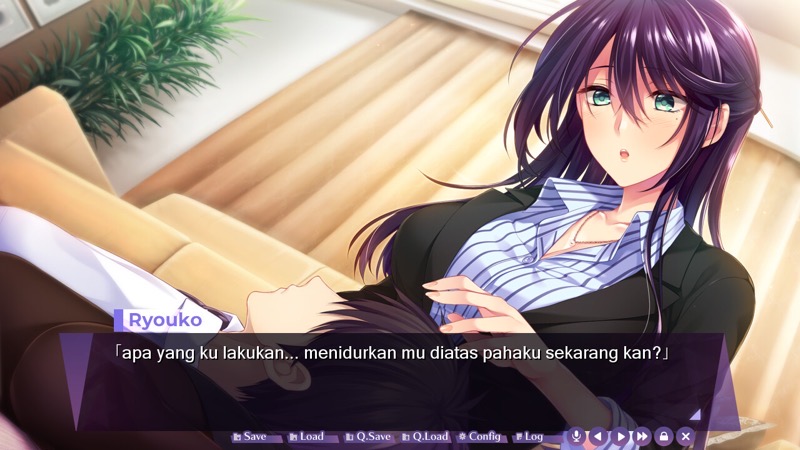 Ryouko
「apa yang ku lakukan... menidurkan mu diatas pahaku sekarang kan?」
Save Load Q.Save Q.Load Config Log